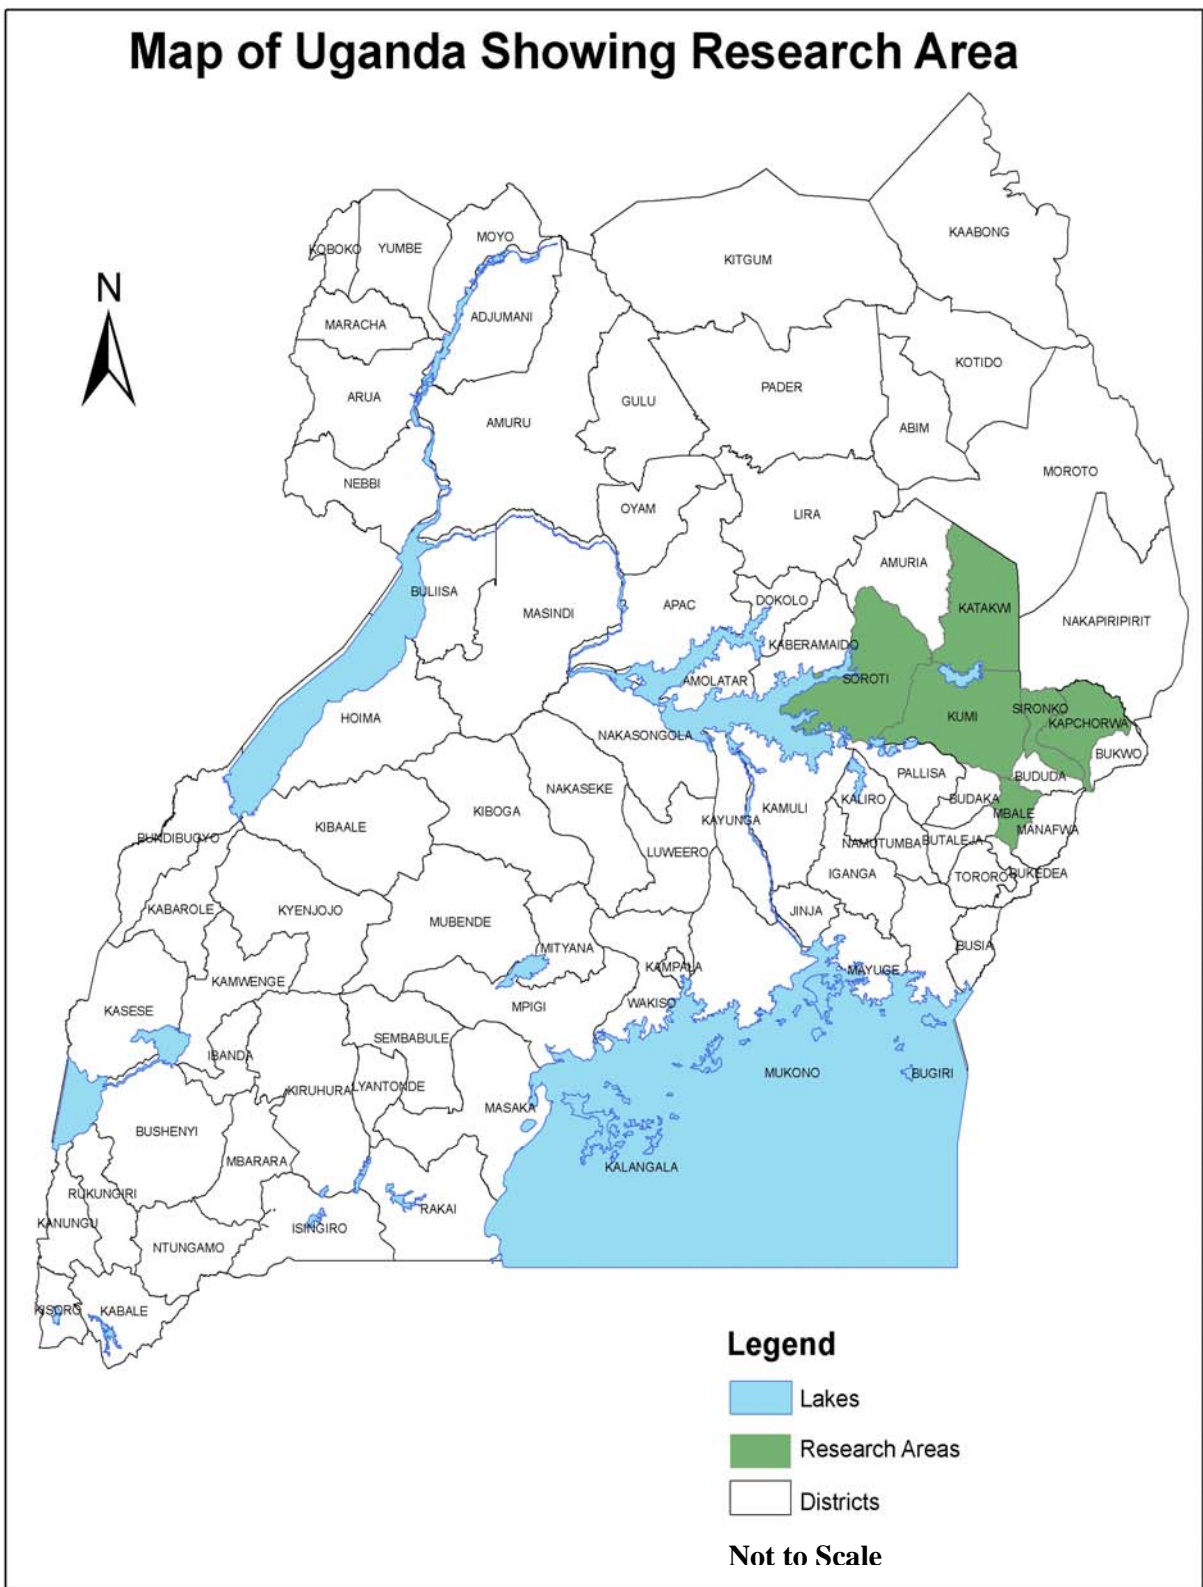 Map of Uganda Showing Research Area
N
KAABONG
MOYO
KOBOKO YUMBE
KITGUM
ADJUMANI
MARACHA
KOTIDO
PADER
ARUA
GULU
AMURU
ABIM
MOROTO
NEBBI
OYAM
LIRA
AMURIA
BULIISA
DOKOLO
APAC
KATAKWI
MASINDI
NAKAPIRIPIRIT
KABERAMAIDO
AMOLATAR
SOROTI
SIRONKO
HOIMA
KUMI
KAPCHORWA
NAKASONGOLA
BUKWO
PALLISA
BUDUDA
NAKASEKE
KALIRO
BUDAKA
KAMULI
KIBOGA
MBALE
KAYUNGA
KIBAALE
MANAFWA
BUNDIBUGYO
NAMUTUMBA BUTALEJA
LUWEERO
IGANGA
TORORO BUKEDEA
KABAROLE
KYENJOJO
JINJA
MUBENDE
BUSIA
MITYANA
KAMPALA
MAYUGE
KAMWENGE
WAKISO
MPIGI
KASESE
SEMBABULE
IBANDA
MUKONO
BUGIRI
KIRUHURA LYANTONDE
MASAKA
BUSHENYI
MBARARA
KALANGALA
RUKUNGIRI
RAKAI
KANUNGU
ISINGIRO
NTUNGAMO
KISORO KABALE
Legend
Lakes
Research Areas
Districts
Not to Scale